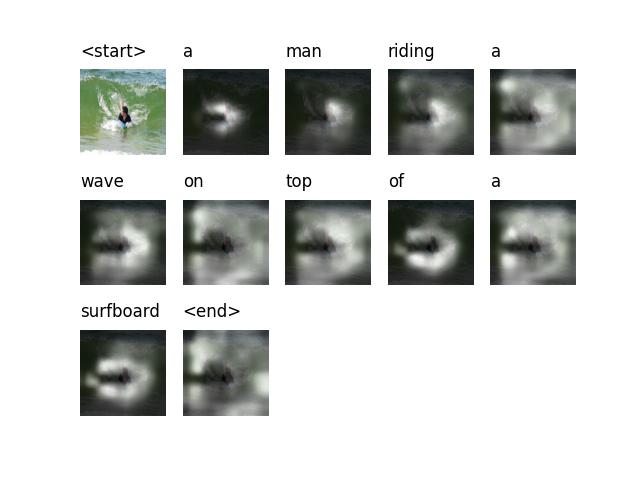 <start> a man riding a
wave on top of a
surfboard <end>